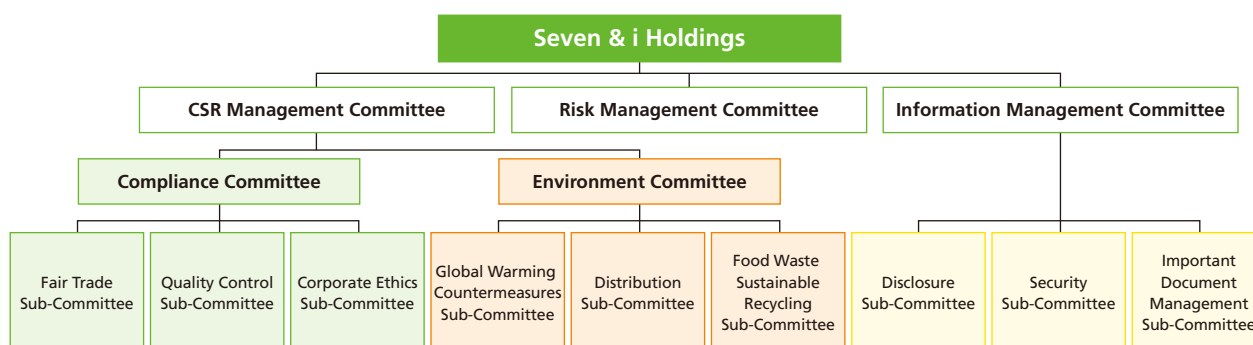 Seven & i Holdings
CSR Management Committee
Risk Management Committee
Information Management Committee
Compliance Committee
Environment Committee
Fair Trade
Sub-Committee
Quality Control
Sub-Committee
Corporate Ethics
Sub-Committee
Global Warming
Countermeasures
Sub-Committee
Distribution
Sub-Committee
Food Waste
Sustainable
Recycling
Sub-Committee
Disclosure
Sub-Committee
Security
Sub-Committee
Important
Document
Management
Sub-Committee